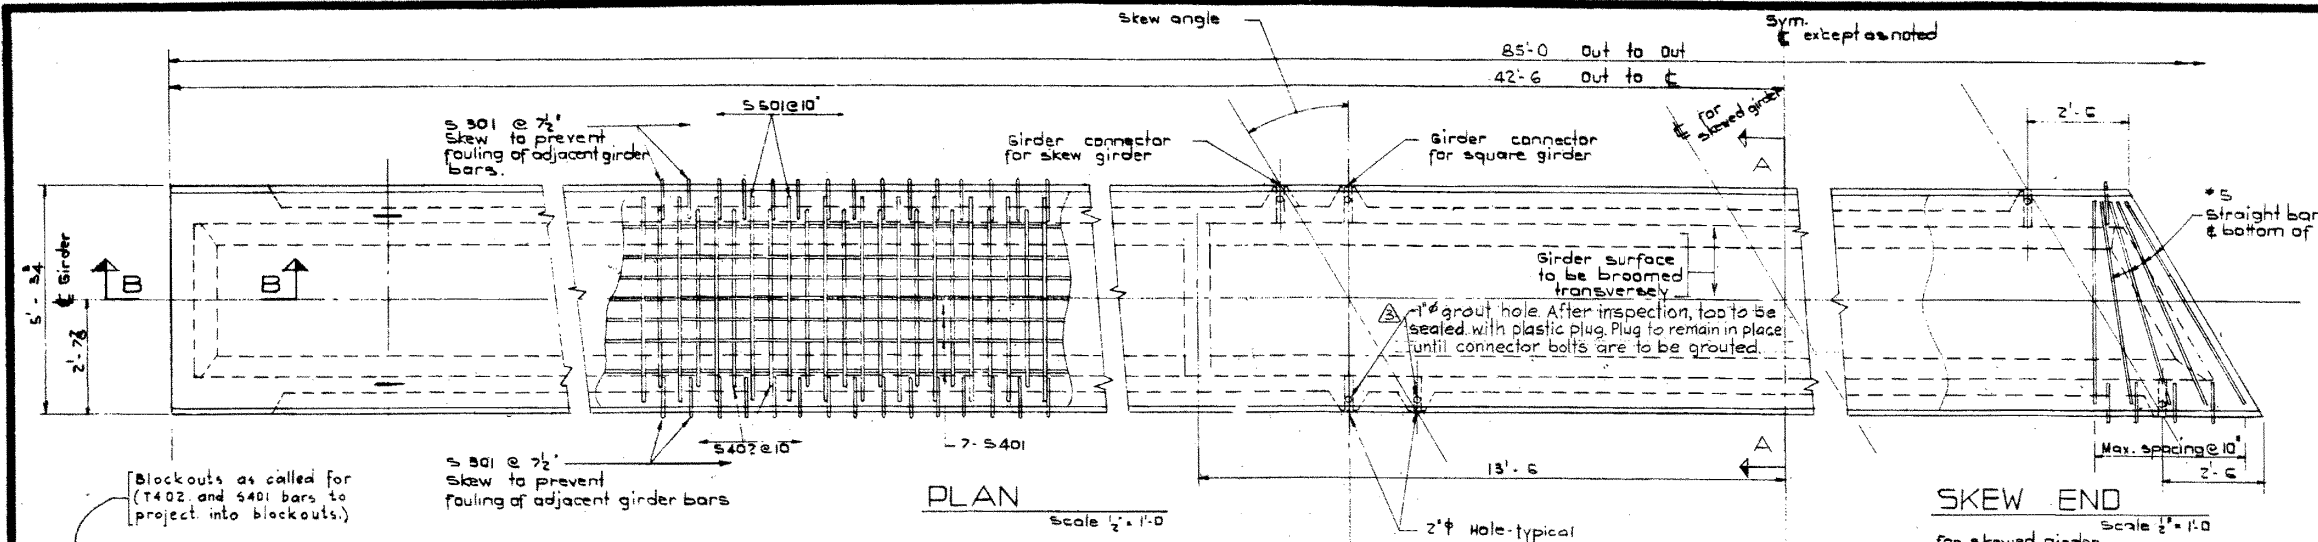 Skew angle
Sym.
℄ except as noted
85'-0 Out to Out
42'-6 Out to ℄
S501@10"
S 301 @ 7½"
Skew to prevent
fouling of adjacent girder
bars.
Girder connector
for skew girder
Girder connector
for square girder
℄ for
skewed girder
A
2'-6
#5
straight bar
℄ bottom of
5'-3¾"
℄ Girder
2'-7⅞"
B
B
Girder surface
to be broomed
transversey
3
1"φ grout hole. After inspection, top to be
sealed with plastic plug. Plug to remain in place
until connector bolts are to be grouted.
S402@10"
7-S401
A
13'-6
Max. spacing@10"
2'-6
Blockouts as called for
(T402 and S401 bars to
project into blockouts.)
S 301 @ 7½"
Skew to prevent
fouling of adjacent girder bars
PLAN
Scale ½"=1'-0
2"φ Hole-typical
SKEW END
Scale ½"=1'-0
for skewed girder